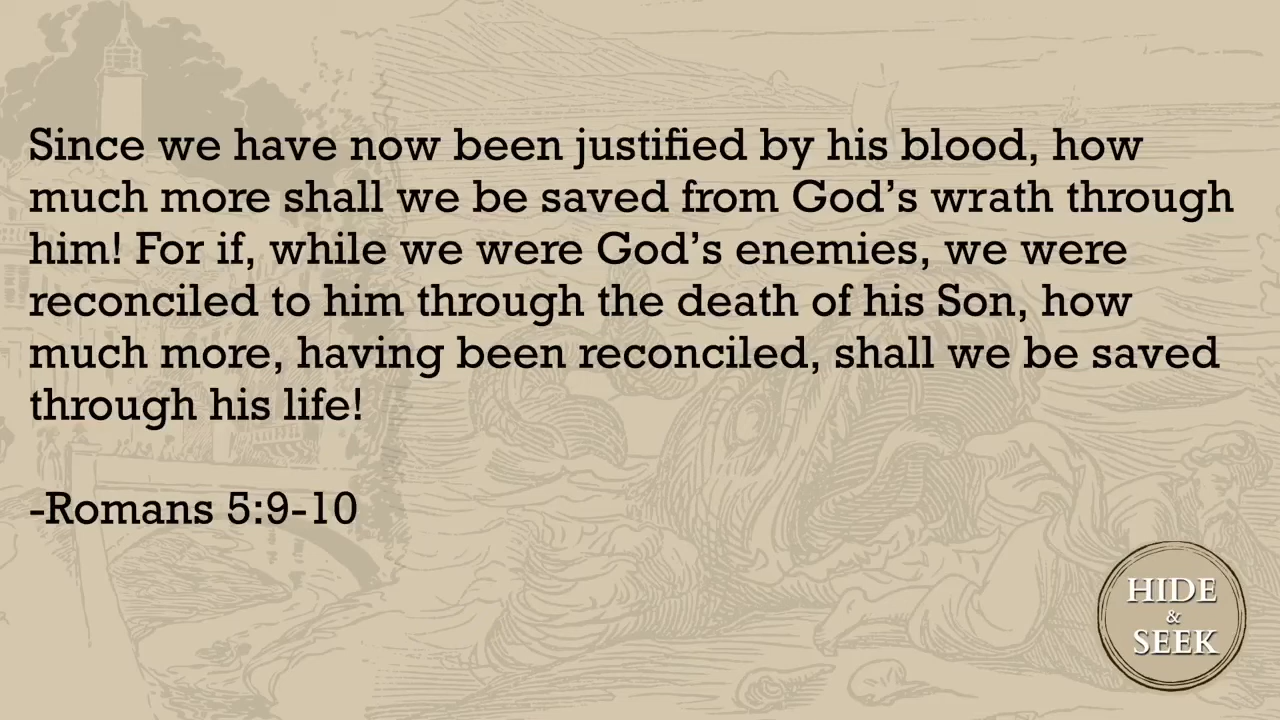 Since we have now been justified by his blood, how
much more shall we be saved from God’s wrath through
him! For if, while we were God’s enemies, we were
reconciled to him through the death of his Son, how
much more, having been reconciled, shall we be saved
through his life!
-Romans 5:9-10
HIDE
&
SEEK